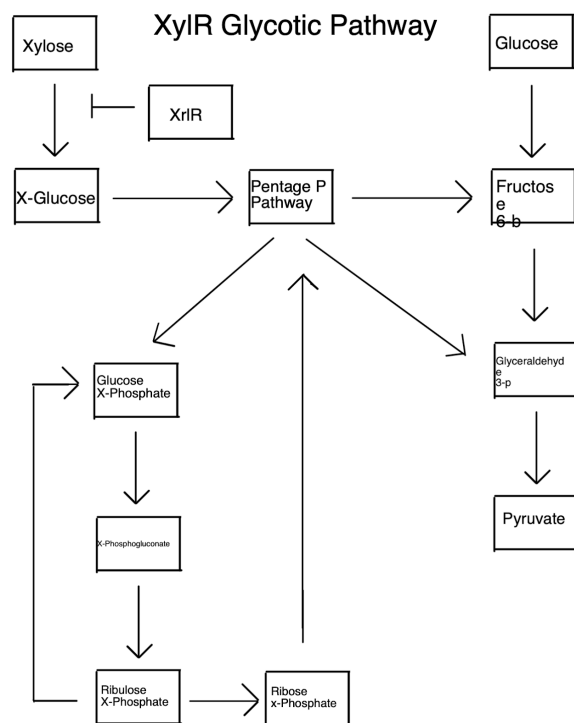 XylR Glycotic Pathway
Xylose
Glucose
XrlR
X-Glucose
Pentage P
Pathway
Fructos
e
6-b
Glucose
X-Phosphate
Glyceraldehyd
e
3-p
X-Phosphogluconate
Pyruvate
Ribulose
X-Phosphate
Ribose
x-Phosphate